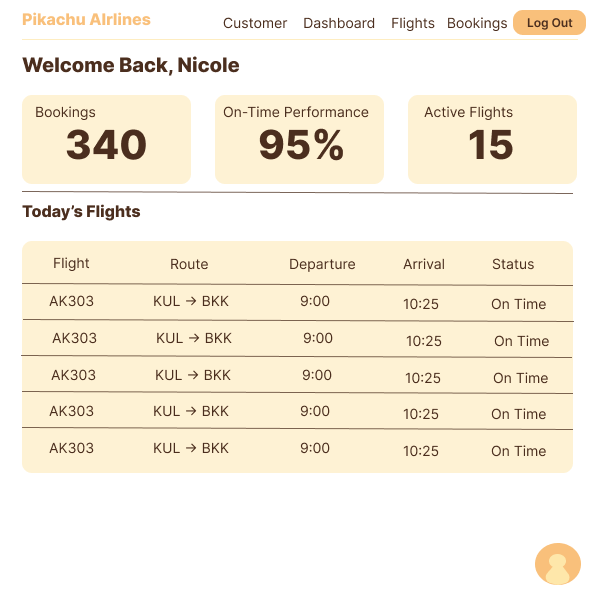 Pikachu AIrlines Customer Dashboard Flights Bookings Log Out
Welcome Back, Nicole
Bookings On-Time Performance Active Flights
340 95% 15
Today’s Flights
Flight Route Departure Arrival Status
AK303 KUL → BKK 9:00 10:25 On Time
AK303 KUL → BKK 9:00 10:25 On Time
AK303 KUL → BKK 9:00 10:25 On Time
AK303 KUL → BKK 9:00 10:25 On Time
AK303 KUL → BKK 9:00 10:25 On Time